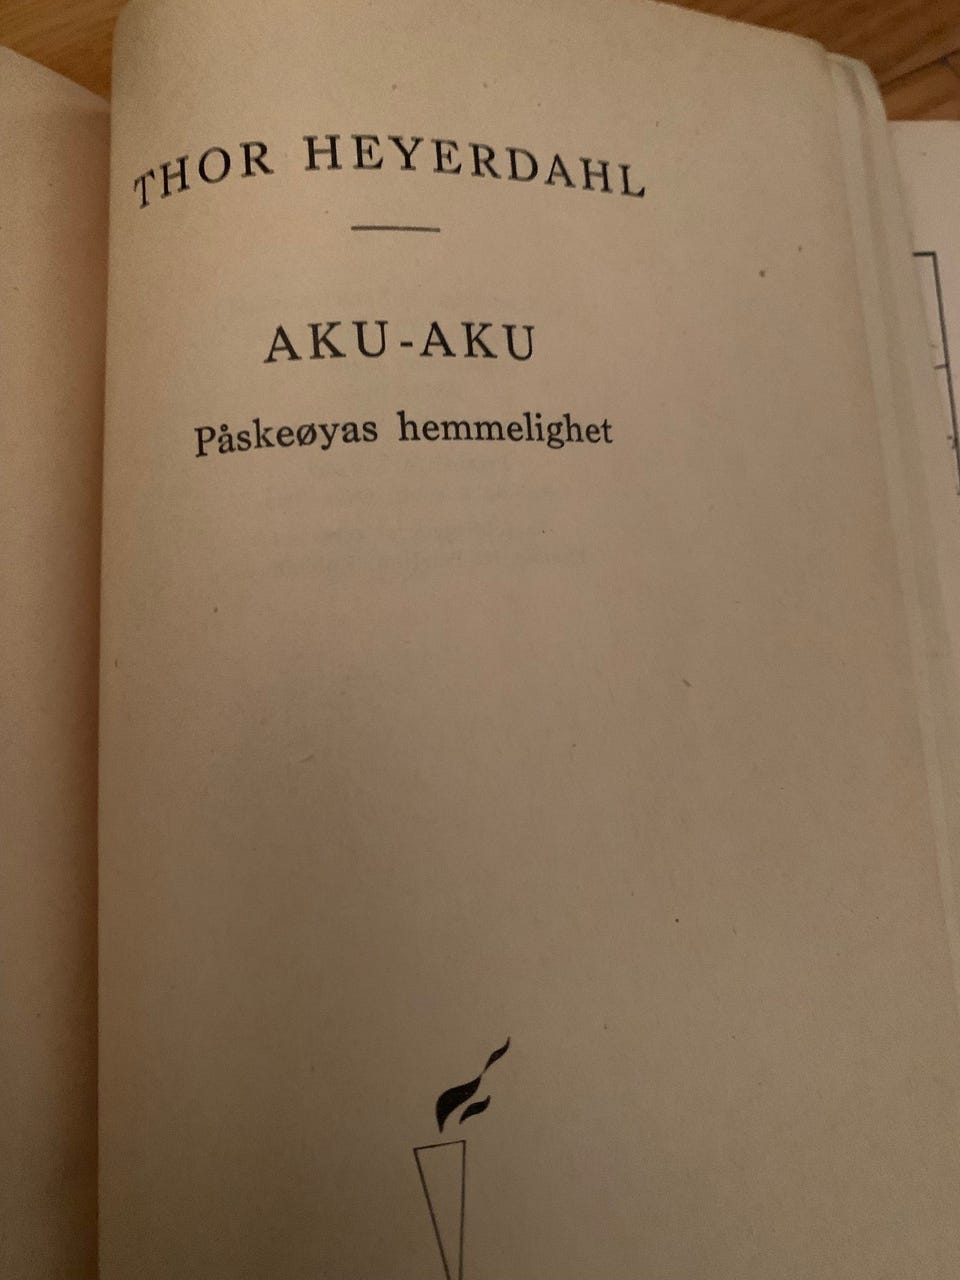 THOR HEYERDAHL
AKU-AKU
Påskeøyas hemmelighet